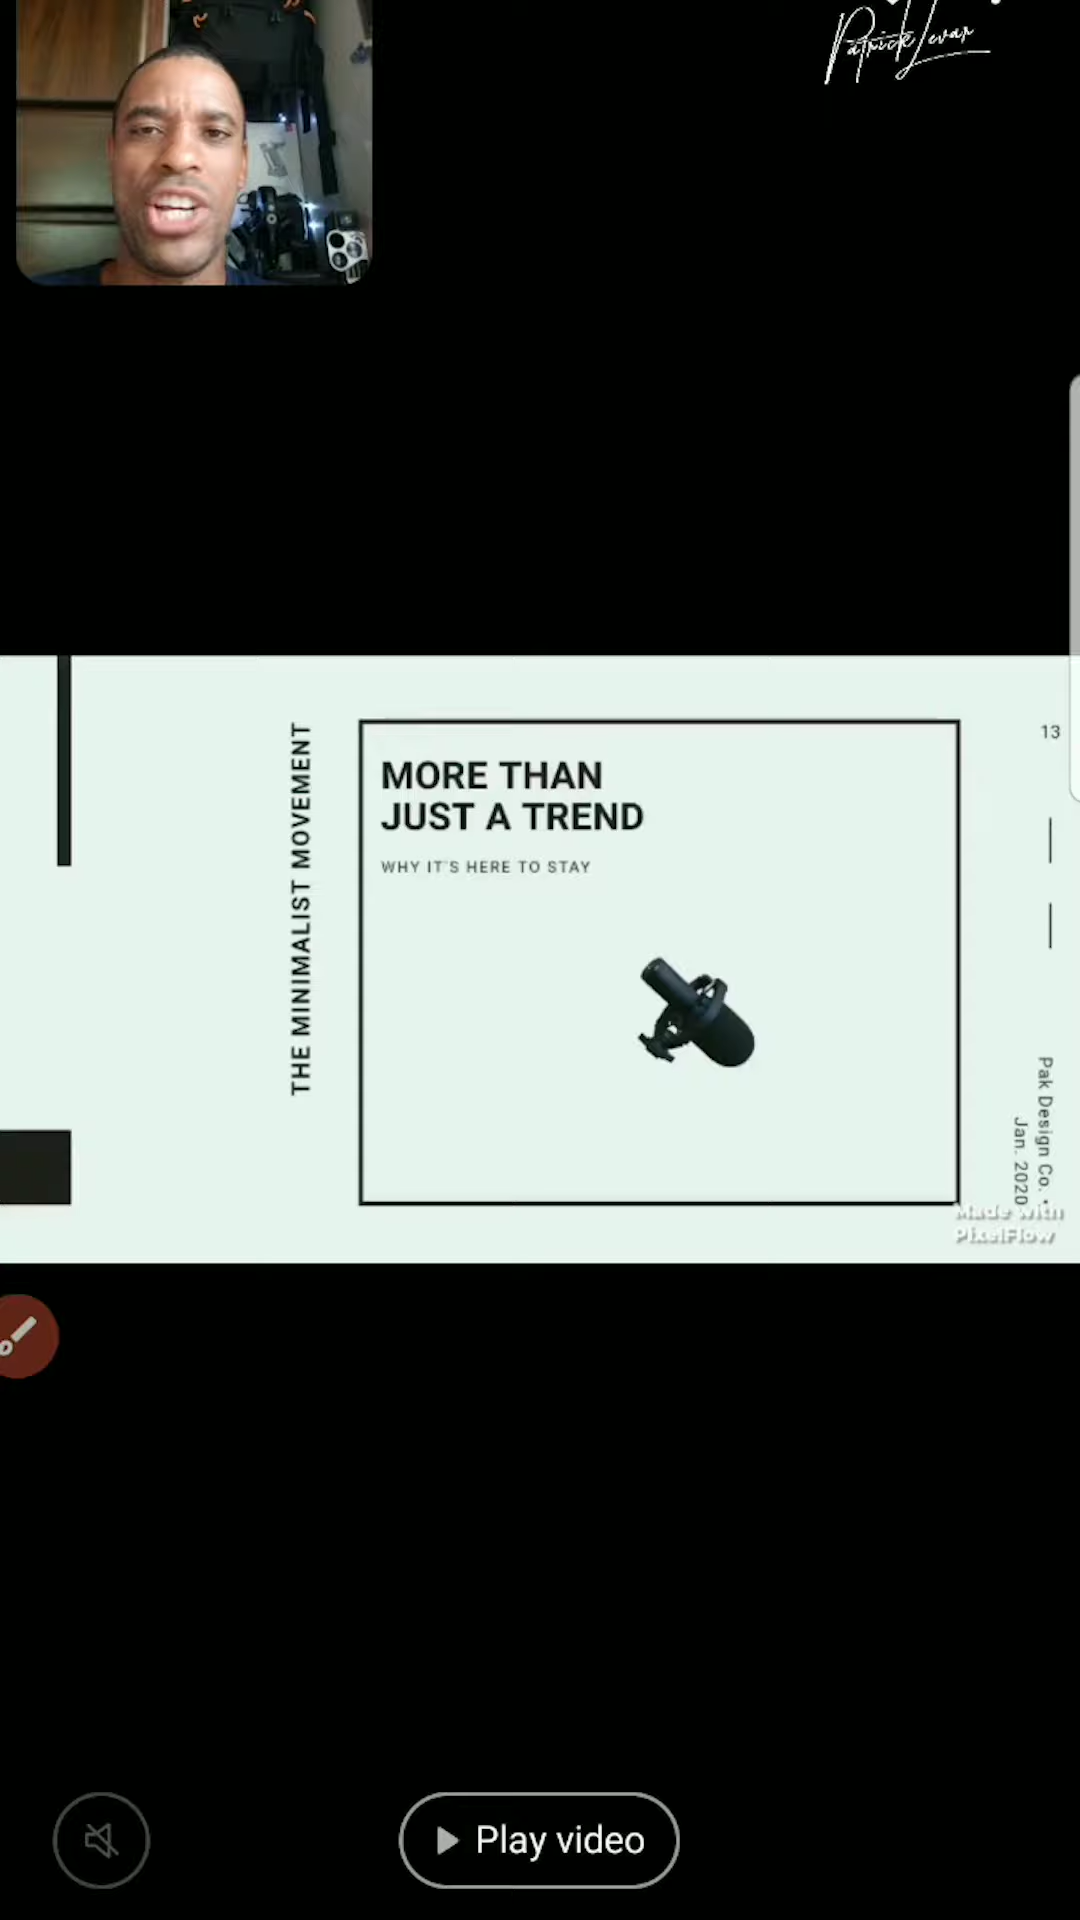 Patrick Levar
THE MINIMALIST MOVEMENT
MORE THAN
JUST A TREND
WHY IT'S HERE TO STAY
13
Pak Design Co. •
Jan. 2020
Made with
PixelFlow
Play video